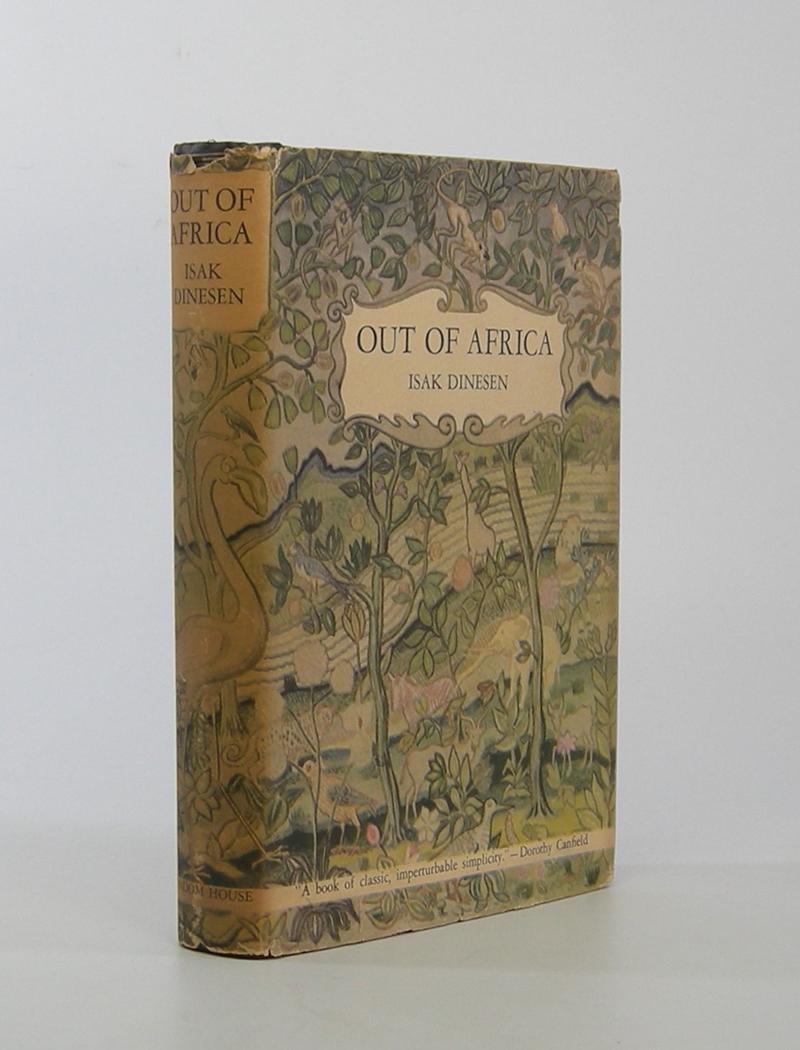 OUT OF
AFRICA
ISAK
DINESEN
DOM HOUSE
OUT OF AFRICA
ISAK DINESEN
"A book of classic, imperturbable simplicity."—Dorothy Canfield